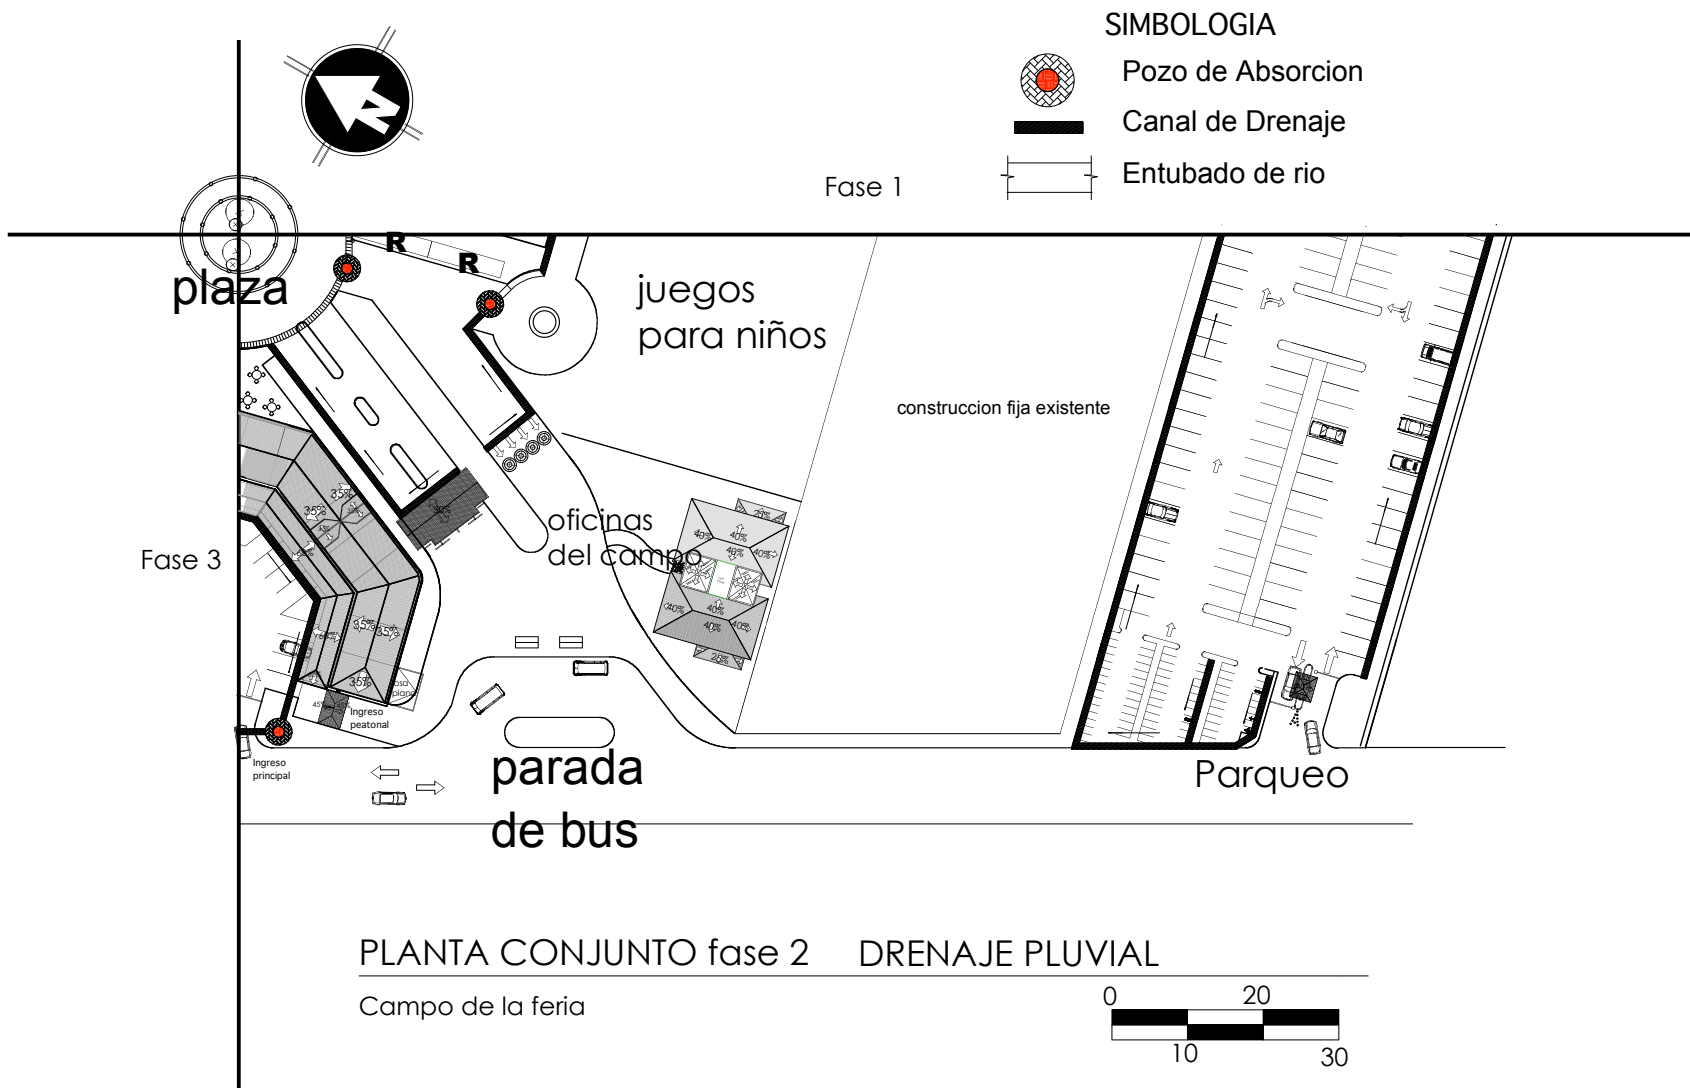 SIMBOLOGIA
Pozo de Absorcion
Canal de Drenaje
Entubado de rio
N
Fase 1
R
R
plaza
juegos
para niños
construccion fija existente
35%
35%
Fase 3
oficinas
del campo
20%
40%
40%
40%
40%
40%
40%
40%
40%
25%
35%
35%
35%
45%
Ingreso
peatonal
Ingreso
principal
parada
de bus
Parqueo
PLANTA CONJUNTO fase 2 DRENAJE PLUVIAL
Campo de la feria
0 20
10 30